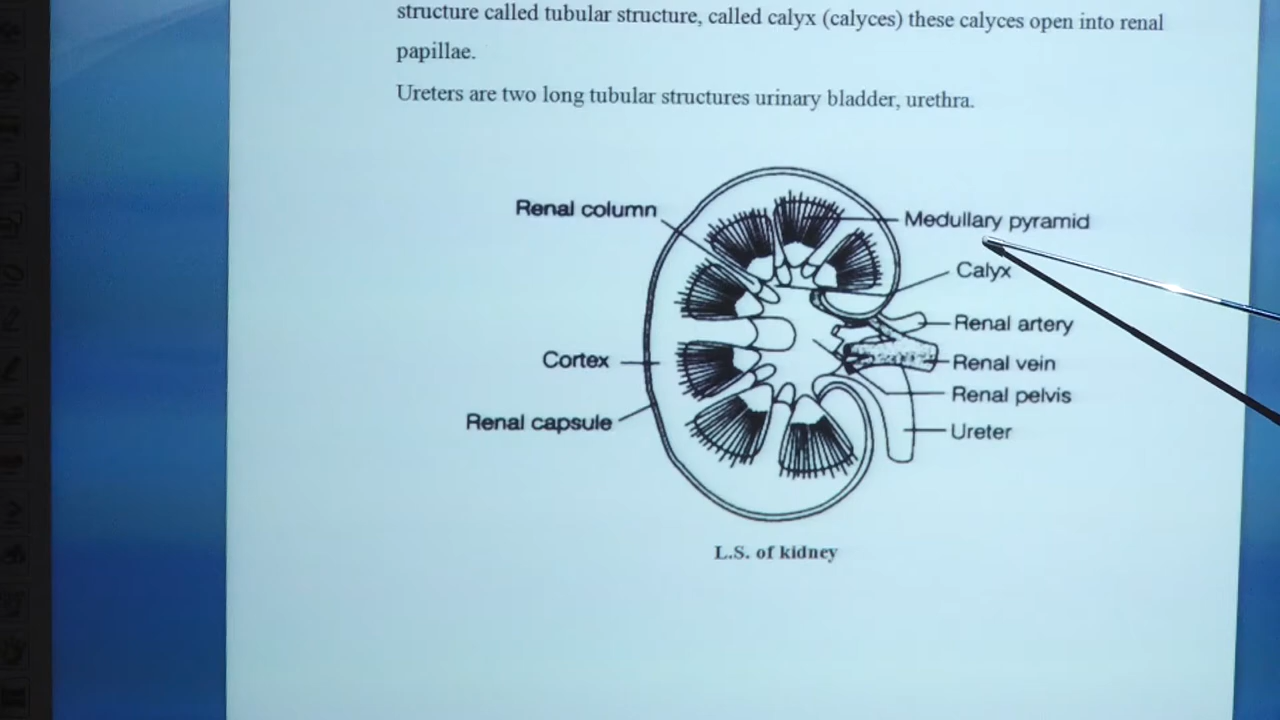 structure called tubular structure, called calyx (calyces) these calyces open into renal
papillae.
Ureters are two long tubular structures urinary bladder, urethra.
Renal column
Medullary pyramid
Calyx
Renal artery
Cortex
Renal vein
Renal pelvis
Renal capsule
Ureter
L.S. of kidney